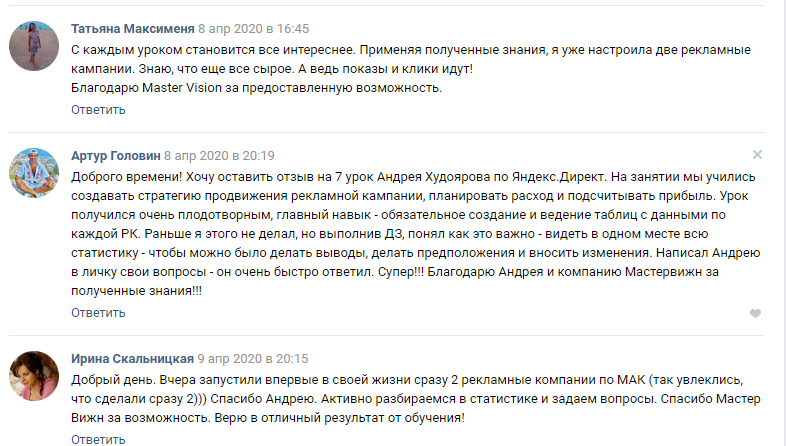 Татьяна Максименя 8 апр 2020 в 16:45
С каждым уроком становится все интереснее. Применяя полученные знания, я уже настроила две рекламные
кампании. Знаю, что еще все сырое. А ведь показы и клики идут!
Благодарю Master Vision за предоставленную возможность.
Ответить
Артур Головин 8 апр 2020 в 20:19
Доброго времени! Хочу оставить отзыв на 7 урок Андрея Худоярова по Яндекс.Директ. На занятии мы учились
создавать стратегию продвижения рекламной кампании, планировать расход и подсчитывать прибыль. Урок
получился очень плодотворным, главный навык - обязательное создание и ведение таблиц с данными по
каждой РК. Раньше я этого не делал, но выполнив ДЗ, понял как это важно - видеть в одном месте всю
статистику - чтобы можно было делать выводы, делать предположения и вносить изменения. Написал Андрею
в личку свои вопросы - он очень быстро ответил. Супер!!! Благодарю Андрея и компанию Мастервижн за
полученные знания!!!
Ответить
Ирина Скальницкая 9 апр 2020 в 20:15
Добрый день. Вчера запустили впервые в своей жизни сразу 2 рекламные компании по МАК (так увлеклись,
что сделали сразу 2))) Спасибо Андрею. Активно разбираемся в статистике и задаем вопросы. Спасибо Мастер
Вижн за возможность. Верю в отличный результат от обучения!
Ответить